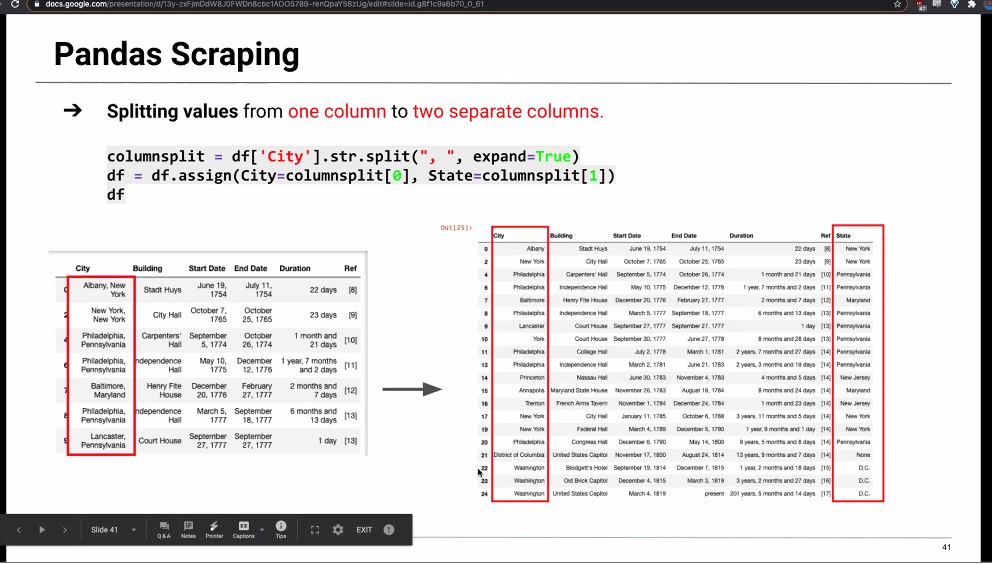 docs.google.com/presentation/d/13y-zxFjmDdW8J0FWDn8cbc1AOOS78B-renQpaY58zUg/edit#slide=id.g8f1c9a6b70_0_61
Pandas Scraping
➔ Splitting values from one column to two separate columns.
columnsplit = df['City'].str.split(", ", expand=True)
df = df.assign(City=columnsplit[0], State=columnsplit[1])
df
City Building Start Date End Date Duration Ref
Albany, New York Stadt Huys June 19, 1754 July 11, 1754 22 days [8]
New York, New York City Hall October 7, 1765 October 25, 1765 23 days [9]
Philadelphia, Pennsylvania Carpenters' Hall September 5, 1774 October 26, 1774 1 month and 21 days [10]
Philadelphia, Pennsylvania ndependence Hall May 10, 1775 December 12, 1776 1 year, 7 months and 2 days [11]
Baltimore, Maryland Henry Fite House December 20, 1776 February 27, 1777 2 months and 7 days [12]
Philadelphia, Pennsylvania ndependence Hall March 5, 1777 September 18, 1777 6 months and 13 days [13]
Lancaster, Pennsylvania Court House September 27, 1777 September 27, 1777 1 day [13]
Out[25]:
City Building Start Date End Date Duration Ref State
0 Albany Stadt Huys June 19, 1754 July 11, 1754 22 days [8] New York
2 New York City Hall October 7, 1765 October 25, 1765 23 days [9] New York
4 Philadelphia Carpenters' Hall September 5, 1774 October 26, 1774 1 month and 21 days [10] Pennsylvania
6 Philadelphia Independence Hall May 10, 1775 December 12, 1776 1 year, 7 months and 2 days [11] Pennsylvania
7 Baltimore Henry Fite House December 20, 1776 February 27, 1777 2 months and 7 days [12] Maryland
8 Philadelphia Independence Hall March 5, 1777 September 18, 1777 6 months and 13 days [13] Pennsylvania
9 Lancaster Court House September 27, 1777 September 27, 1777 1 day [13] Pennsylvania
10 York Court House September 30, 1777 June 27, 1778 8 months and 28 days [13] Pennsylvania
11 Philadelphia College Hall July 2, 1778 March 1, 1781 2 years, 7 months and 27 days [14] Pennsylvania
13 Philadelphia Independence Hall March 2, 1781 June 21, 1783 2 years, 3 months and 19 days [14] Pennsylvania
14 Princeton Nassau Hall June 30, 1783 November 4, 1783 4 months and 5 days [14] New Jersey
15 Annapolis Maryland State House November 26, 1783 August 19, 1784 8 months and 25 days [14] Maryland
16 Trenton French Arms Tavern November 1, 1784 December 24, 1784 1 month and 23 days [14] New Jersey
17 New York City Hall January 11, 1785 October 6, 1788 3 years, 11 months and 5 days [14] New York
19 New York Federal Hall March 4, 1789 December 5, 1790 1 year, 9 months and 1 day [14] New York
20 Philadelphia Congress Hall December 6, 1790 May 14, 1800 9 years, 5 months and 8 days [14] Pennsylvania
21 District of Columbia United States Capitol November 17, 1800 August 24, 1814 13 years, 9 months and 7 days [14] None
22 Washington Blodgett's Hotel September 19, 1814 December 7, 1815 1 year, 2 months and 18 days [15] D.C.
23 Washington Old Brick Capitol December 4, 1815 March 3, 1819 3 years, 2 months and 27 days [16] D.C.
24 Washington United States Capitol March 4, 1819 present 201 years, 5 months and 14 days [17] D.C.
Slide 41 Q & A Notes Pointer Captions Tips EXIT
41